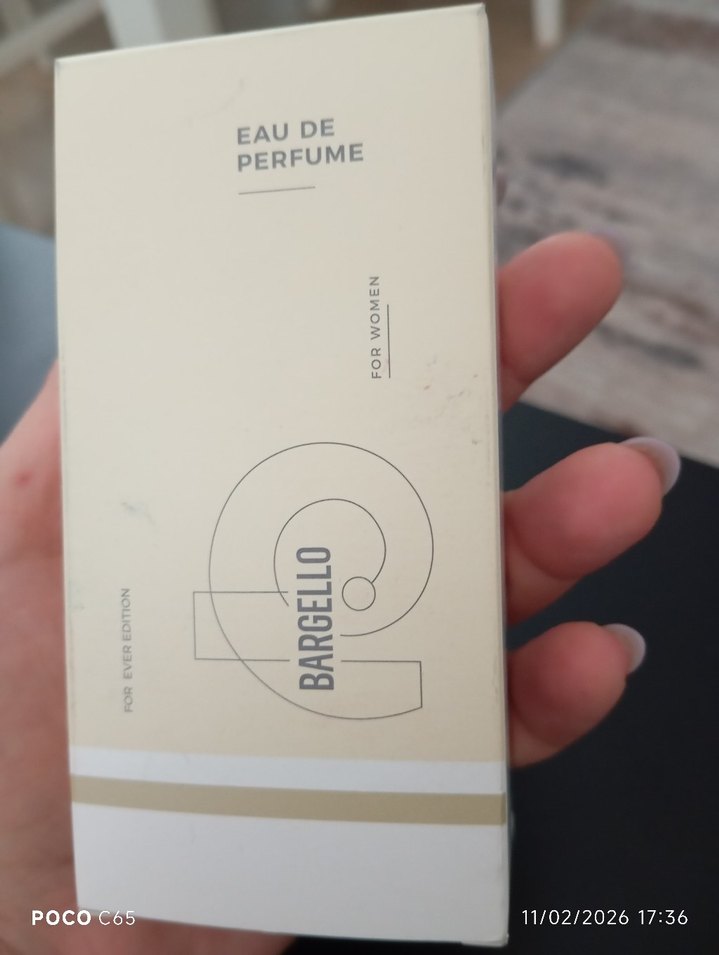 EAU DE
PERFUME
FOR WOMEN
BARGELLO
FOR EVER EDITION
POCO C65
11/02/2026 17:36